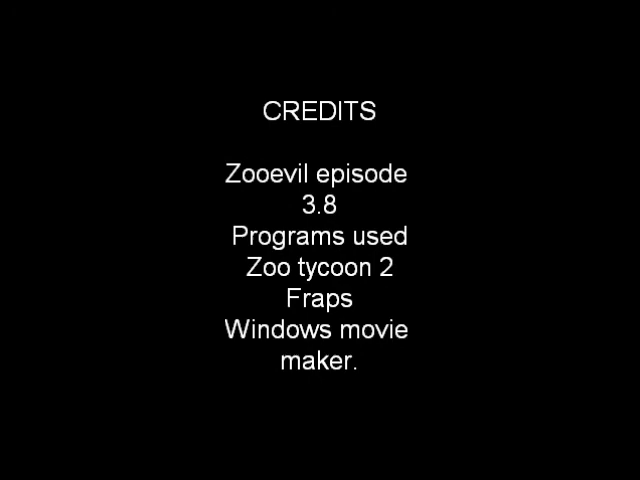 CREDITS
Zooevil episode
3.8
Programs used
Zoo tycoon 2
Fraps
Windows movie
maker.